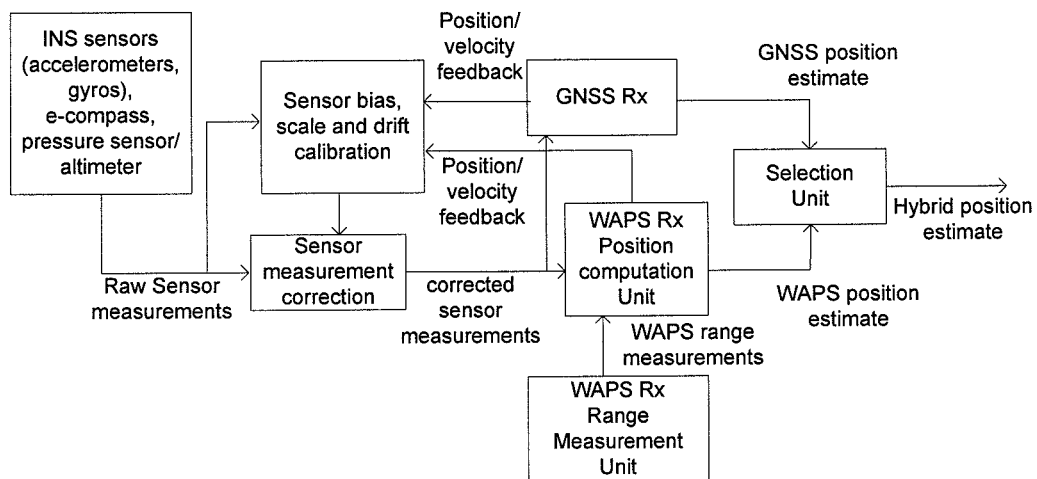 INS sensors
(accelerometers,
gyros),
e-compass,
pressure sensor/
altimeter
Position/
velocity
feedback
Sensor bias,
scale and drift
calibration
GNSS Rx
GNSS position
estimate
Position/
velocity
feedback
Selection
Unit
Hybrid position
estimate
Raw Sensor
measurements
Sensor
measurement
correction
corrected
sensor
measurements
WAPS Rx
Position
computation
Unit
WAPS position
estimate
WAPS range
measurements
WAPS Rx
Range
Measurement
Unit